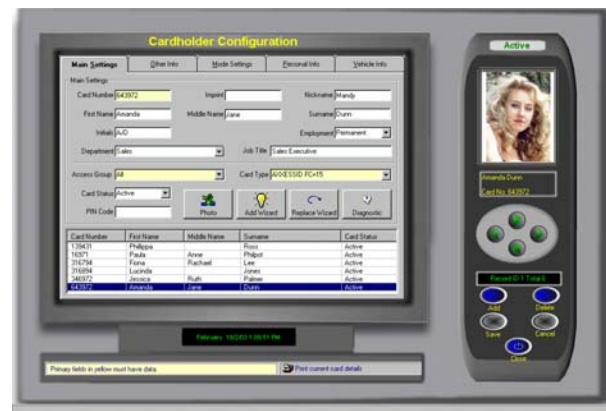 Cardholder Configuration
Active
Main Settings Other Info Mode Settings Personal Info Vehicle Info
Main Settings
Card Number 643972 Imprint Nickname Mandy
First Name Amanda Middle Name Jane Surname Dunn
Initials AJD Employment Permanent
Department Sales Job Title Sales Executive
Access Group All Card Type AXXESSID FC=15
Card Status Active
PIN Code
Photo Add Wizard Replace Wizard Diagnostic
Card Number First Name Middle Name Surname Card Status
139431 Philippa Ross Active
16971 Paula Anne Philpot Active
316794 Fiona Rachael Lee Active
316894 Lucinda Jones Active
346972 Jessica Ruth Palmer Active
643972 Amanda Jane Dunn Active
Amanda Dunn
Card No. 643972
Record ID 1 Total 6
Add Delete
Save Cancel
Close
Primary fields in yellow must have data.
Print current card details